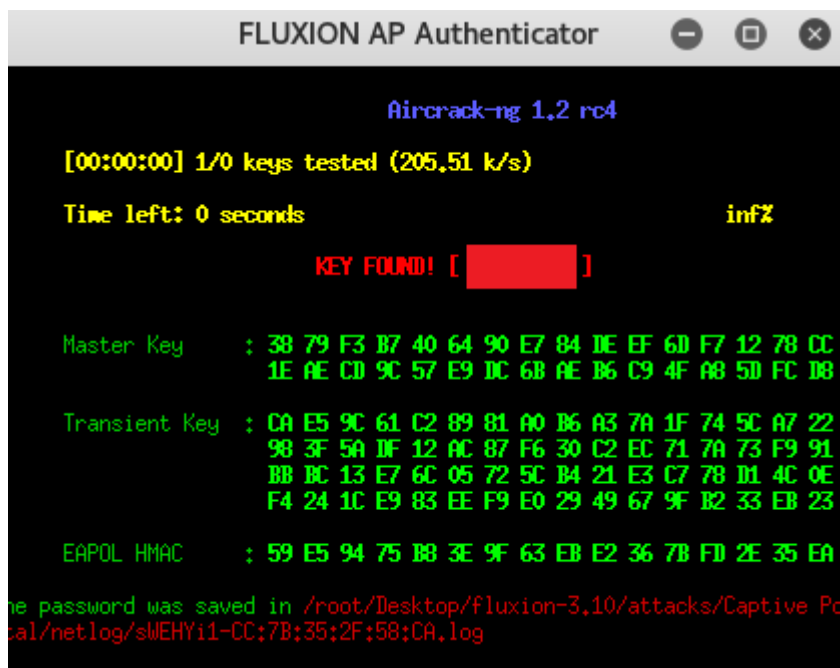 FLUXION AP Authenticator
Aircrack-ng 1.2 rc4
[00:00:00] 1/0 keys tested (205.51 k/s)
Time left: 0 seconds inf%
KEY FOUND! [ ]
Master Key : 38 79 F3 B7 40 64 90 E7 84 DE EF 6D F7 12 78 CC
1E AE CD 9C 57 E9 DC 6B AE B6 C9 4F A8 5D FC D8
Transient Key : CA E5 9C 61 C2 89 81 A0 B6 A3 7A 1F 74 5C A7 22
98 3F 5A DF 12 AC 87 F6 30 C2 EC 71 7A 73 F9 91
BB BC 13 E7 6C 05 72 5C B4 21 E3 C7 78 D1 4C 0E
F4 24 1C E9 83 EE F9 E0 29 49 67 9F B2 33 EB 23
EAPOL HMAC : 59 E5 94 75 B8 3E 9F 63 EB E2 36 7B FD 2E 35 EA
he password was saved in /root/Desktop/fluxion-3.10/attacks/Captive Po
tal/netlog/sWEHYi1-CC:7B:35:2F:58:CA.log